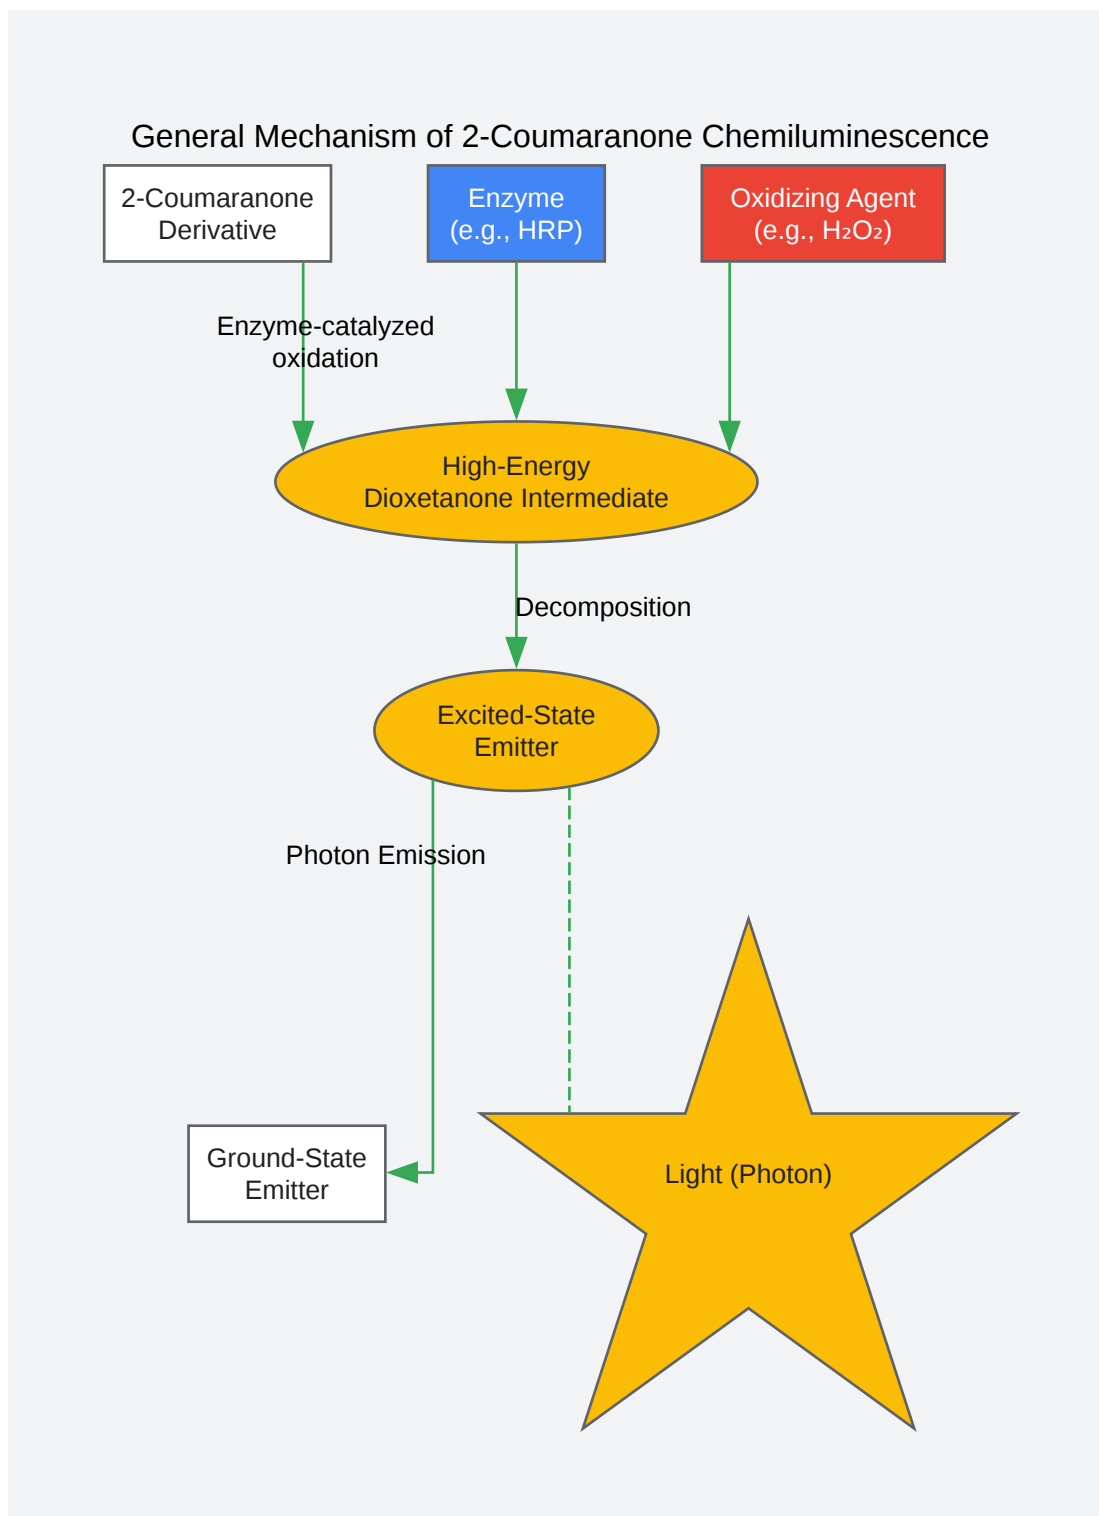 General Mechanism of 2-Coumaranone Chemiluminescence
2-Coumaranone
Derivative
Enzyme
(e.g., HRP)
Oxidizing Agent
(e.g., H₂O₂)
Enzyme-catalyzed
oxidation
High-Energy
Dioxetanone Intermediate
Decomposition
Excited-State
Emitter
Photon Emission
Ground-State
Emitter
Light (Photon)